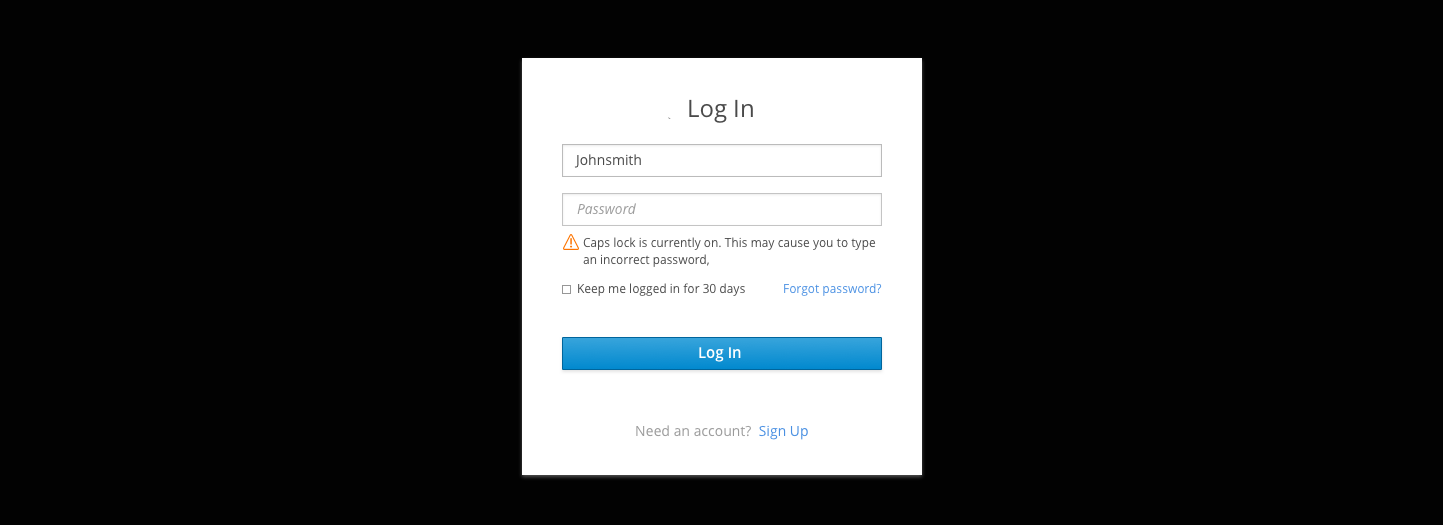 Log In
Johnsmith
Password
Caps lock is currently on. This may cause you to type
an incorrect password,
Keep me logged in for 30 days
Forgot password?
Log In
Need an account? Sign Up